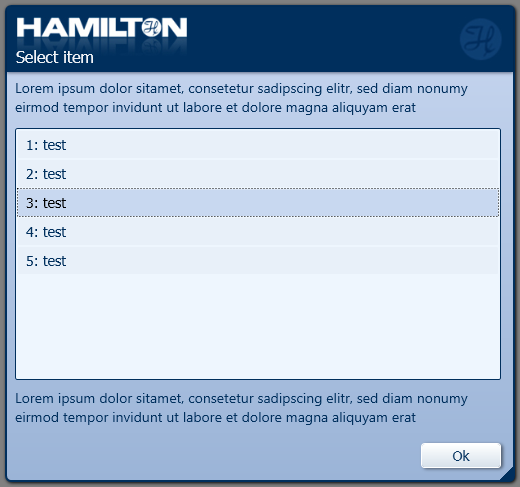 HAMILTON
Select item
Lorem ipsum dolor sitamet, consetetur sadipscing elitr, sed diam nonumy
eirmod tempor invidunt ut labore et dolore magna aliquyam erat
1: test
2: test
3: test
4: test
5: test
Lorem ipsum dolor sitamet, consetetur sadipscing elitr, sed diam nonumy
eirmod tempor invidunt ut labore et dolore magna aliquyam erat
Ok